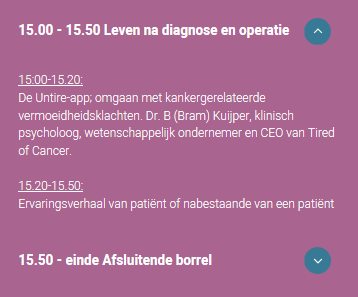 15.00 - 15.50 Leven na diagnose en operatie
15:00-15.20:
De Untire-app; omgaan met kankergerelateerde
vermoeidheidsklachten. Dr. B (Bram) Kuijper, klinisch
psycholoog, wetenschappelijk ondernemer en CEO van Tired
of Cancer.
15.20-15.50:
Ervaringsverhaal van patiënt of nabestaande van een patiënt
15.50 - einde Afsluitende borrel